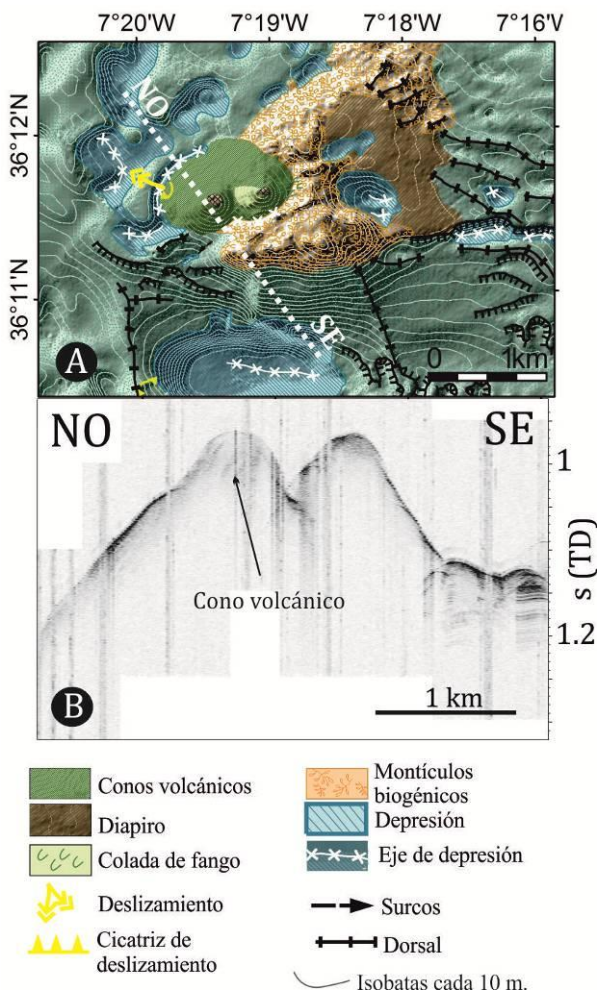 7°20'W 7°19'W 7°18'W 7°16'W
36°12'N
36°11'N
NO
SE
A
0 1km
NO SE
1
s (TD)
1.2
Cono volcánico
B
1 km
Conos volcánicos
Diapiro
Colada de fango
Deslizamiento
Cicatriz de
deslizamiento
Montículos
biogénicos
Depresión
Eje de depresión
Surcos
Dorsal
Isobatas cada 10 m.